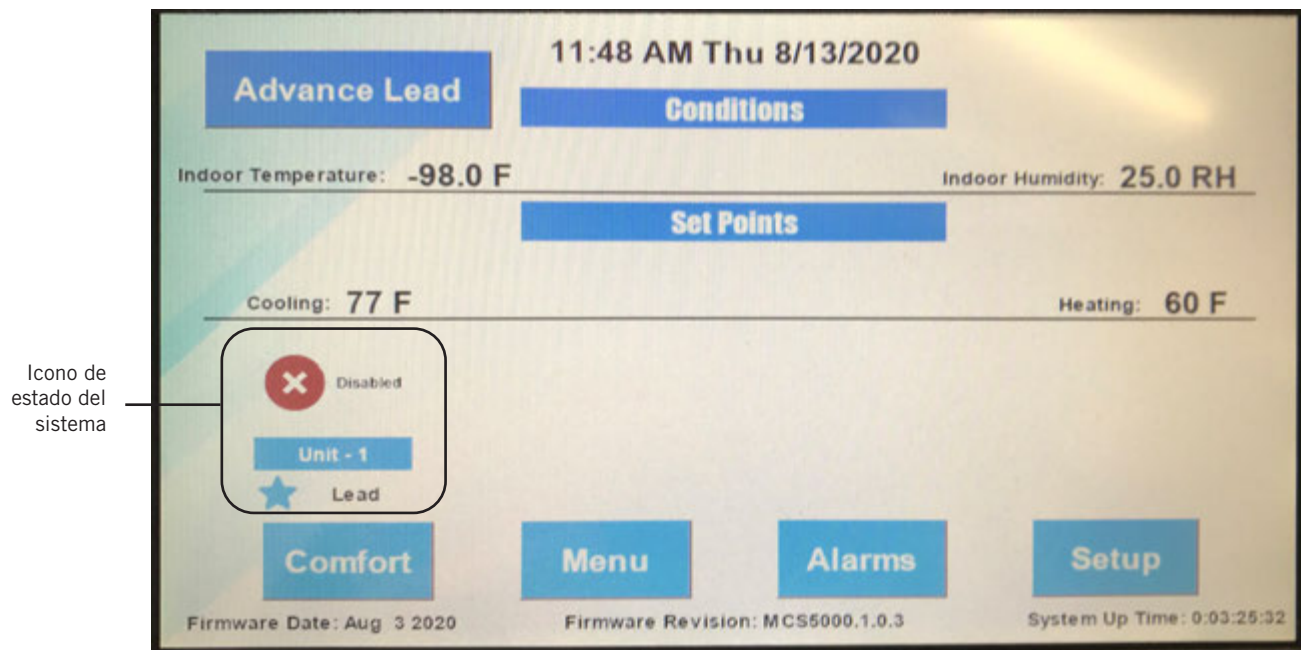 11:48 AM Thu 8/13/2020
Advance Lead
Conditions
Indoor Temperature: -98.0 F
Indoor Humidity: 25.0 RH
Set Points
Cooling: 77 F
Heating: 60 F
Icono de
estado del
sistema
Disabled
Unit - 1
Lead
Comfort
Menu
Alarms
Setup
Firmware Date: Aug 3 2020
Firmware Revision: MCS5000.1.0.3
System Up Time: 0:03:25:32